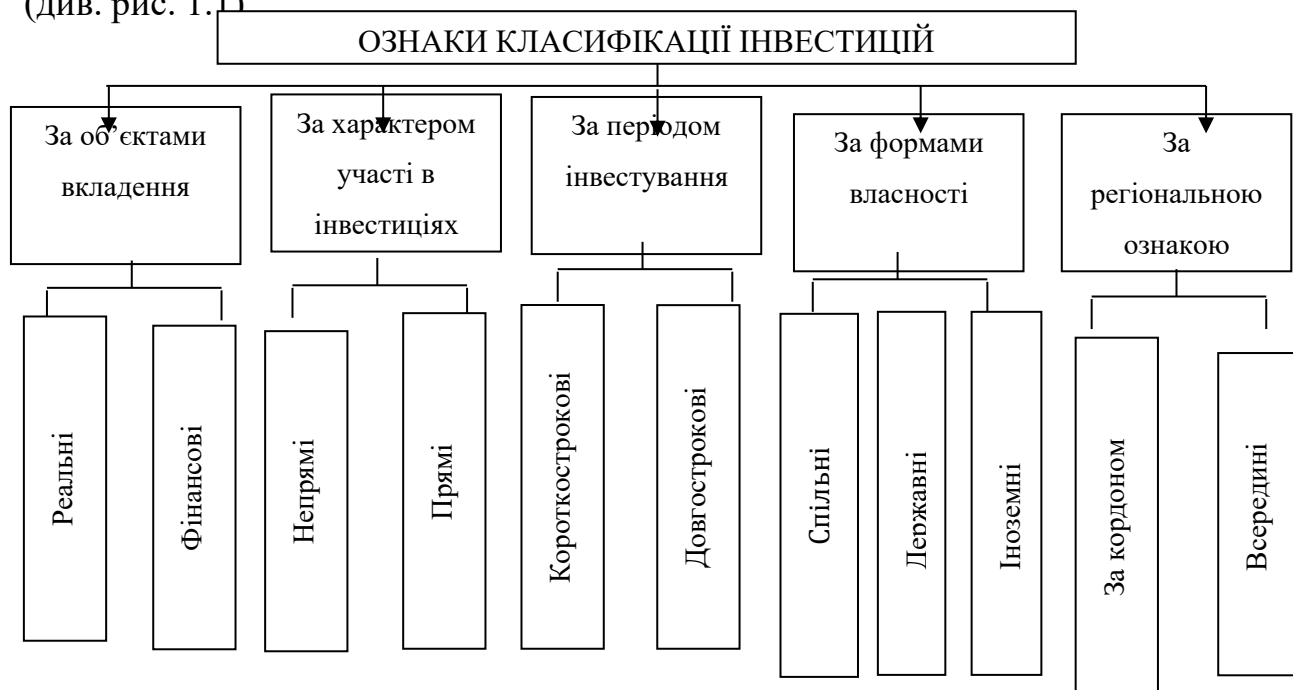 (див. рис. 1.1)
ОЗНАКИ КЛАСИФІКАЦІЇ ІНВЕСТИЦІЙ
За об’єктами
вкладення
За характером
участі в
інвестиціях
За періодом
інвестування
За формами
власності
За
регіональною
ознакою
Реальні
Фінансові
Непрямі
Прямі
Короткострокові
Довгострокові
Спільні
Державні
Іноземні
За кордоном
Всередині